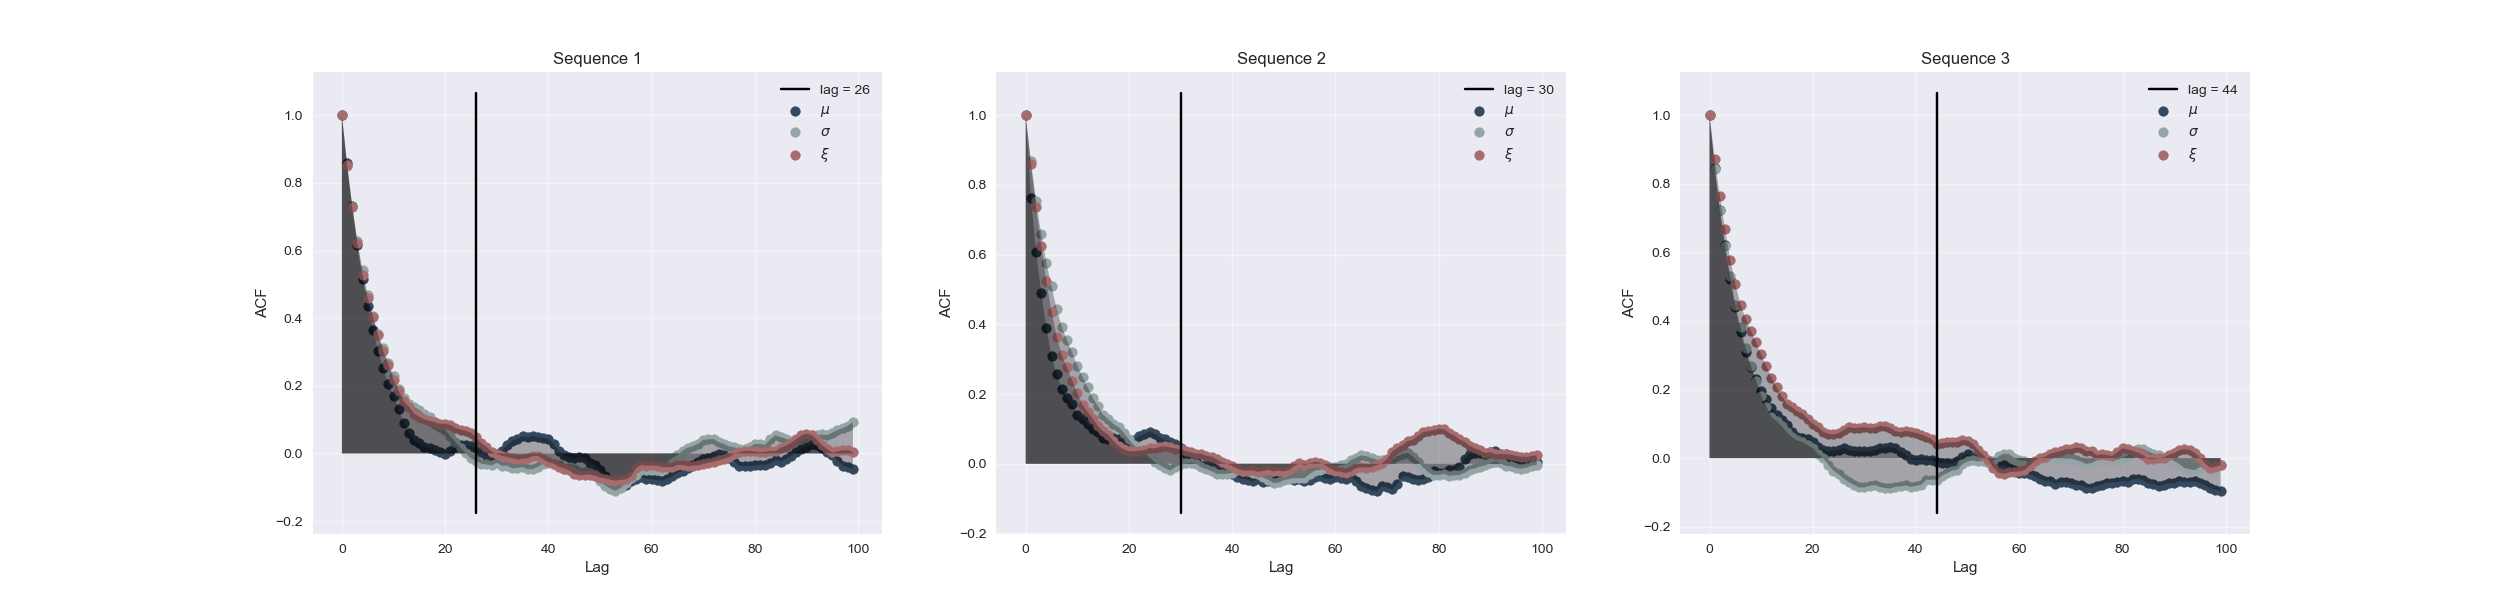 Sequence 1
lag = 26
μ
σ
ξ
1.0
0.8
0.6
0.4
0.2
0.0
−0.2
ACF
0 20 40 60 80 100
Lag
Sequence 2
lag = 30
μ
σ
ξ
1.0
0.8
0.6
0.4
0.2
0.0
−0.2
ACF
0 20 40 60 80 100
Lag
Sequence 3
lag = 44
μ
σ
ξ
1.0
0.8
0.6
0.4
0.2
0.0
−0.2
ACF
0 20 40 60 80 100
Lag